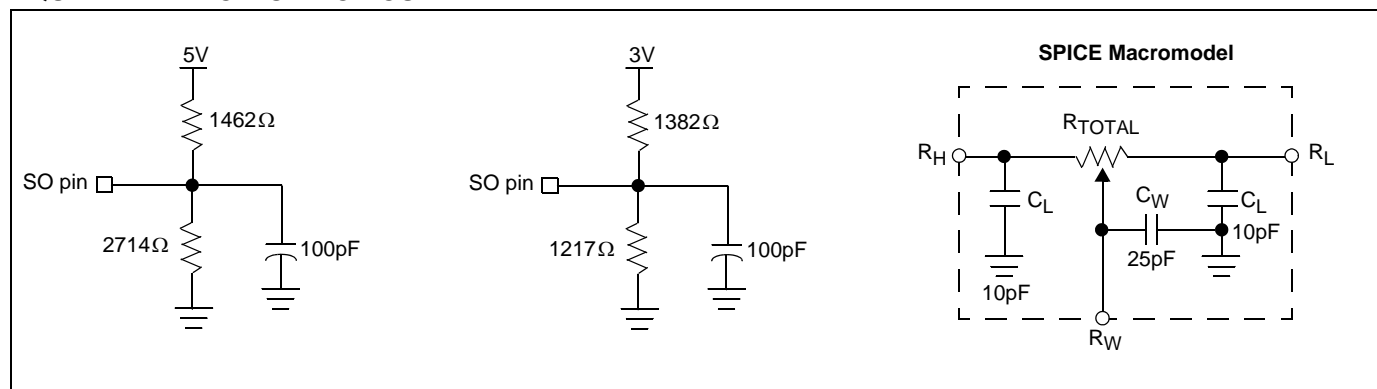 5V
1462Ω
SO pin
2714Ω
100pF
3V
1382Ω
SO pin
1217Ω
100pF
SPICE Macromodel
RTOTAL
RH
RL
CL
CW
CL
10pF
25pF
10pF
RW